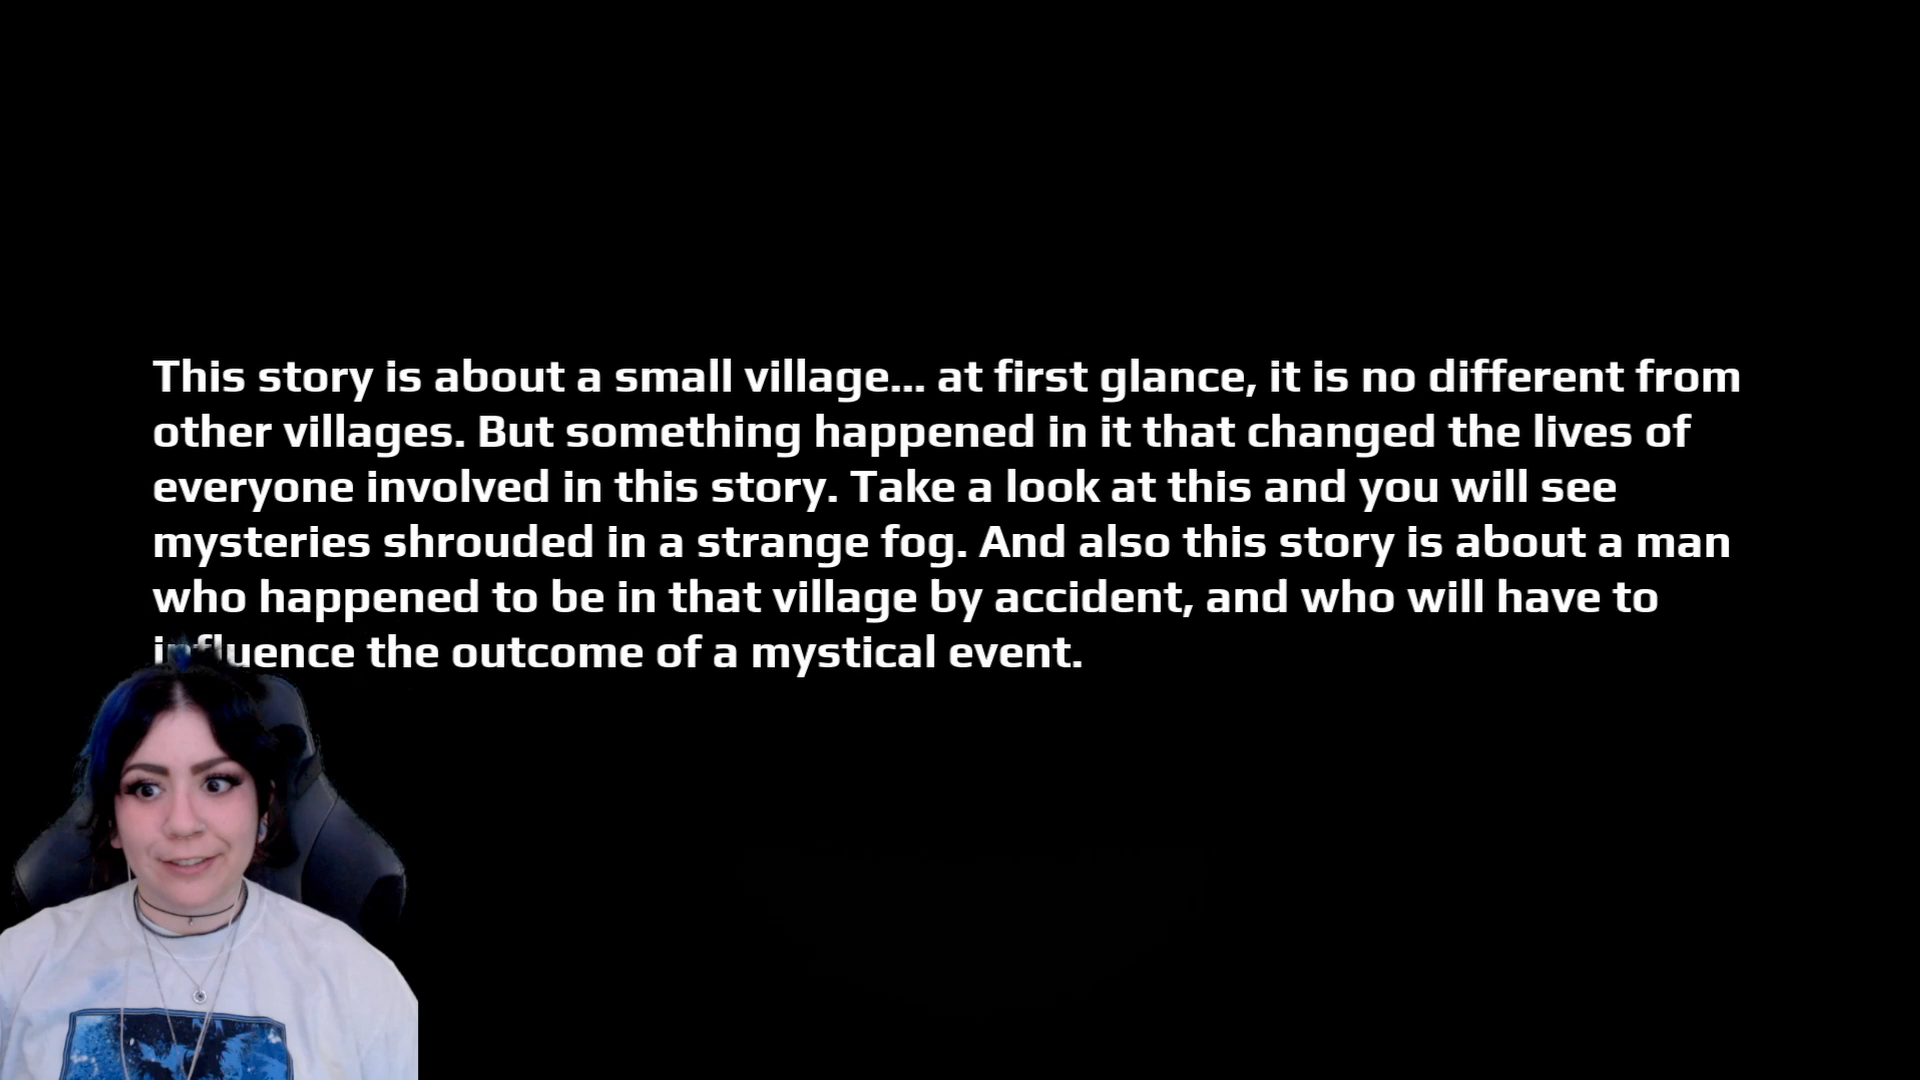 This story is about a small village... at first glance, it is no different from
other villages. But something happened in it that changed the lives of
everyone involved in this story. Take a look at this and you will see
mysteries shrouded in a strange fog. And also this story is about a man
who happened to be in that village by accident, and who will have to
influence the outcome of a mystical event.